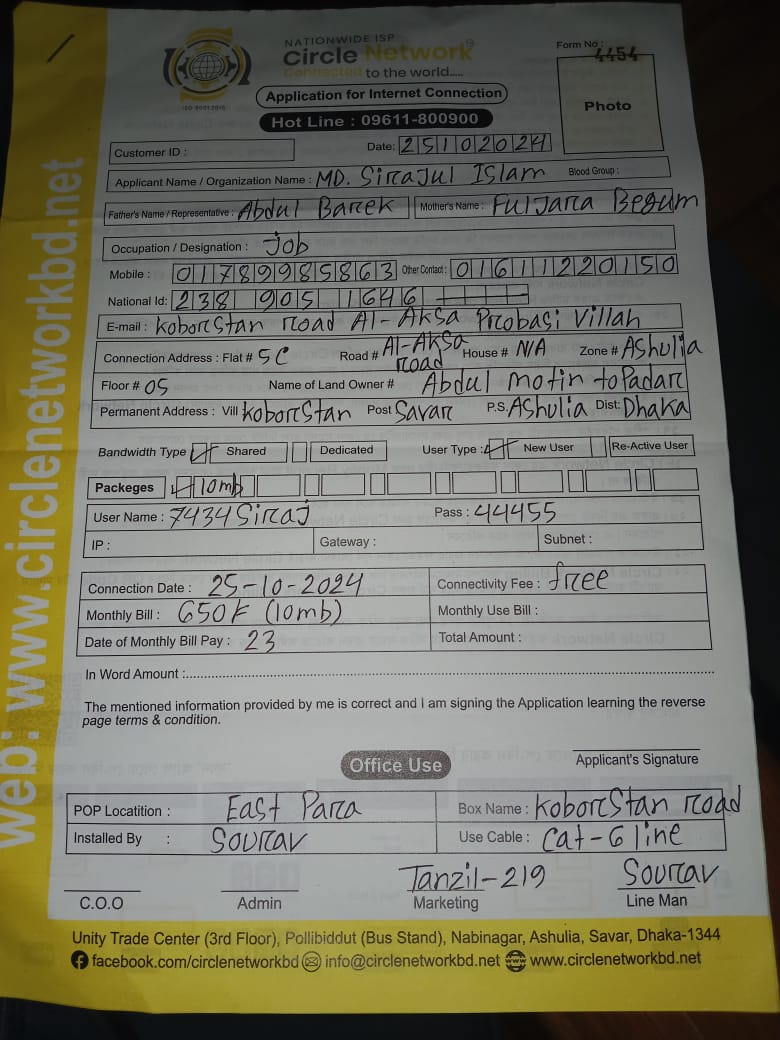 NATIONWIDE ISP
Circle Network
Connected to the world.....
ISO 9001:2015
Form No : 4454
Photo
Application for Internet Connection
Hot Line : 09611-800900
Customer ID :
Date: 25102024
Applicant Name / Organization Name : MD. Sirrajul Islam Blood Group :
Father's Name / Representative : Abdul Barek Mother's Name : Fuljara Begum
Occupation / Designation : Job
Mobile : 01789985863 Other Contact : 01611220150
National Id: 238 905 1646
E-mail : koborstan road Al-Aksa Probasi Villah
Connection Address : Flat # 5C Road # Al-Aksa road House # N/A Zone # Ashulia
Floor # 05 Name of Land Owner # Abdul motin toPadar
Permanent Address : Vill koborstan Post Savar P.S. Ashulia Dist: Dhaka
Bandwidth Type Shared Dedicated User Type : New User Re-Active User
Packeges 10mb
User Name : 7434Siraj Pass : 44455
IP : Gateway : Subnet :
Connection Date : 25-10-2024 Connectivity Fee : free
Monthly Bill : 650k (10mb) Monthly Use Bill :
Date of Monthly Bill Pay : 23 Total Amount :
In Word Amount :
The mentioned information provided by me is correct and I am signing the Application learning the reverse
page terms & condition.
Applicant's Signature
Office Use
POP Locatition : East Para Box Name : koborstan road
Installed By : Sourav Use Cable : Cat-6 line
Tanzil-219 Sourav
C.O.O Admin Marketing Line Man
Unity Trade Center (3rd Floor), Pollibiddut (Bus Stand), Nabinagar, Ashulia, Savar, Dhaka-1344
facebook.com/circlenetworkbd info@circlenetworkbd.net www.circlenetworkbd.net
web: www.circlenetworkbd.net